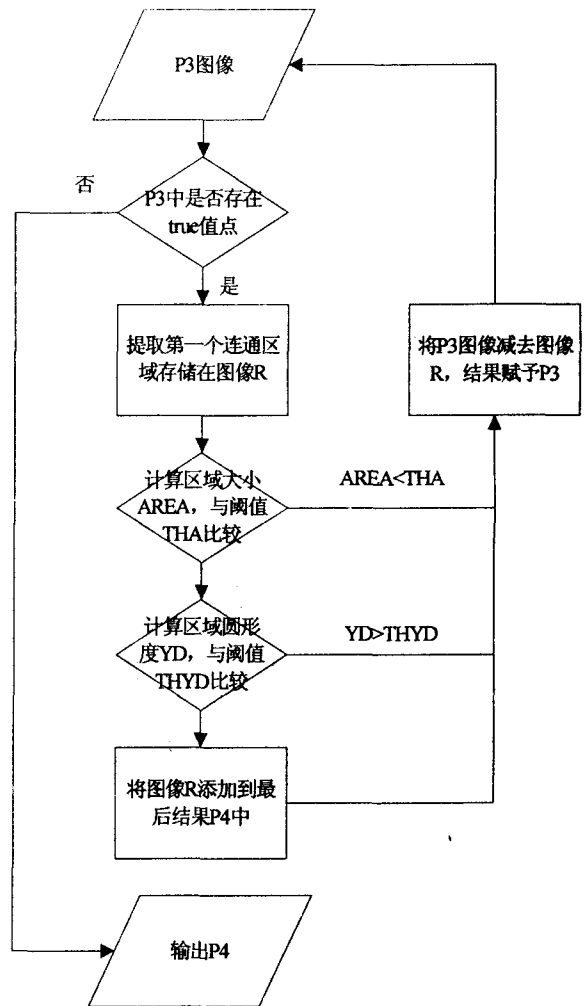 P3图像
否
P3中是否存在
true值点
是
提取第一个连通区
域存储在图像R
将P3图像减去图像
R，结果赋予P3
计算区域大小
AREA，与阈值
THA比较
AREA<THA
计算区域圆形
度YD，与阈值
THYD比较
YD>THYD
将图像R添加到最
后结果P4中
输出P4